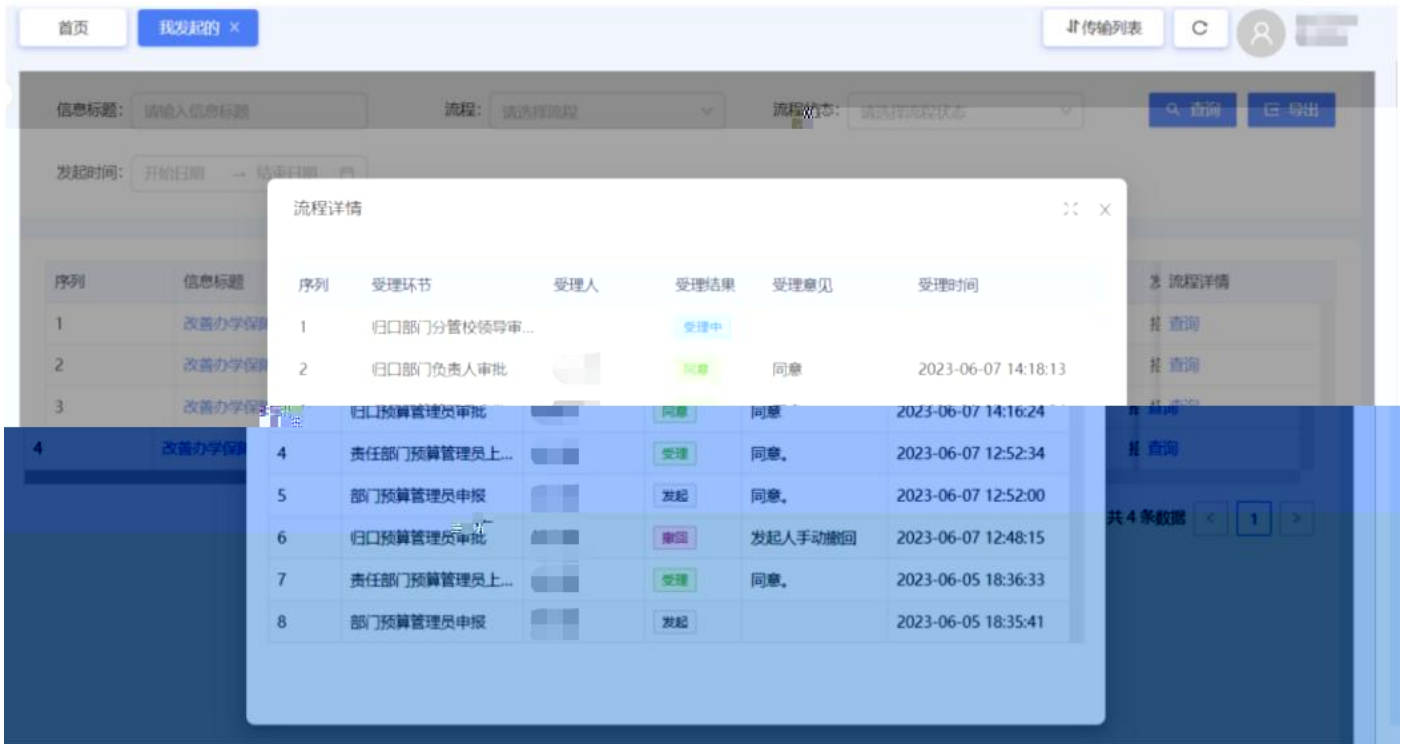 首页 我发起的 × 传输列表
信息标题: 请输入信息标题 流程: 请选择流程 流程状态: 请选择流程状态 查询 导出
发起时间: 开始日期 → 结束日期
流程详情
序列 信息标题 流程详情
1 改善办学保障 查询
2 改善办学保障 查询
3 改善办学保 查询
4 改善办学保障 查询
共 4 条数据 < 1 >
序列 受理环节 受理人 受理结果 受理意见 受理时间
1 归口部门分管校领导审... 受理中
2 归口部门负责人审批 同意 同意 2023-06-07 14:18:13
归口预算管理员审批 同意 同意 2023-06-07 14:16:24
4 责任部门预算管理员上... 受理 同意。 2023-06-07 12:52:34
5 部门预算管理员申报 发起 同意。 2023-06-07 12:52:00
6 归口预算管理员审批 撤回 发起人手动撤回 2023-06-07 12:48:15
7 责任部门预算管理员上... 受理 同意。 2023-06-05 18:36:33
8 部门预算管理员申报 发起 2023-06-05 18:35:41